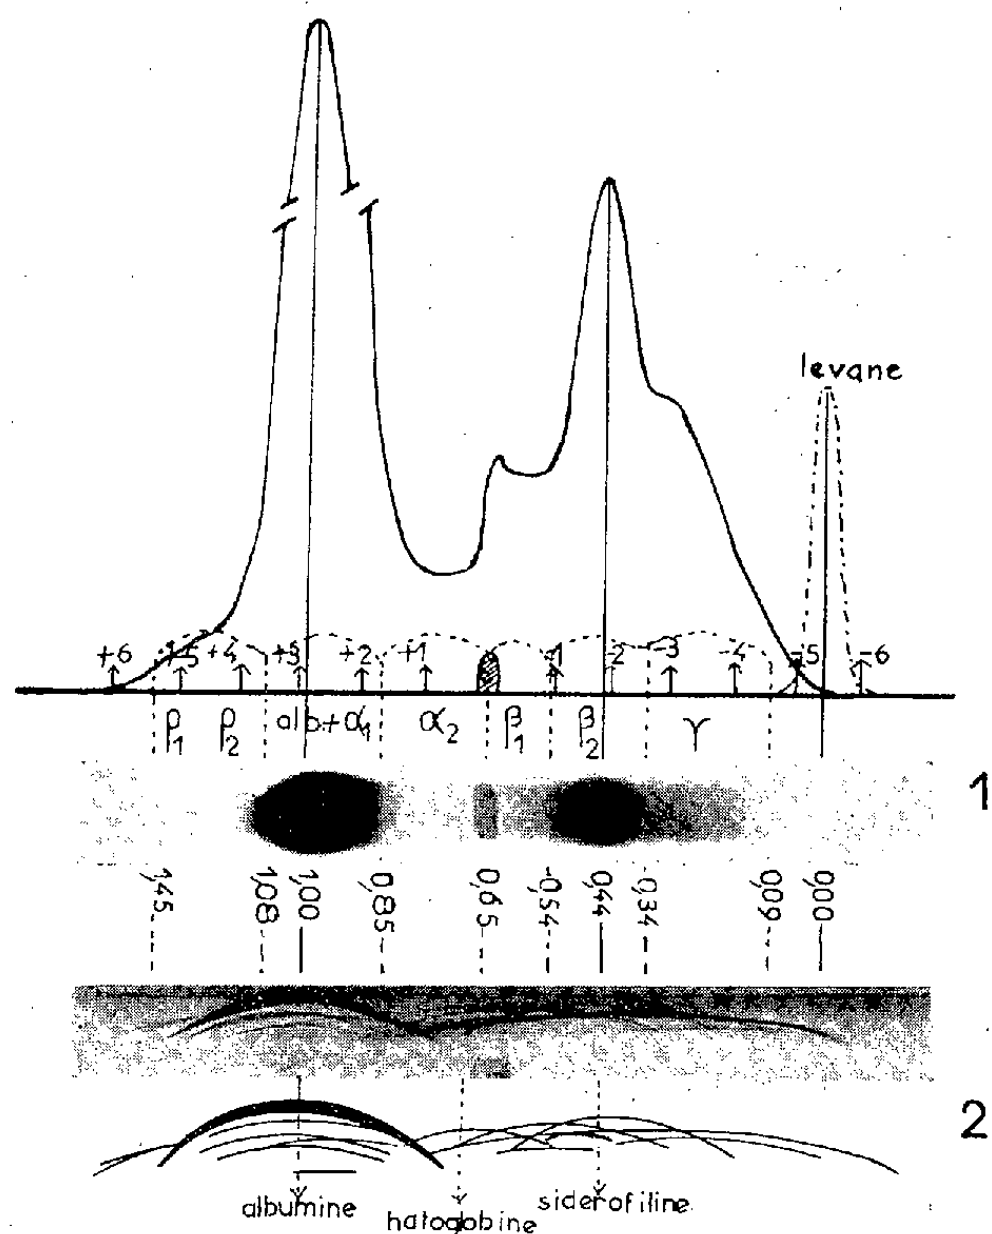 levane
+6 +5 +4 +3 +2 +1 -1 -2 -3 -4 -5 -6
ρ1 ρ2 alb.+α1 α2 β1 β2 γ
1
1,45 1,08 1,00 0,85 0,65 0,54 0,44 0,34 0,09 0,00
2
albumine
hatogobine
siderofiline